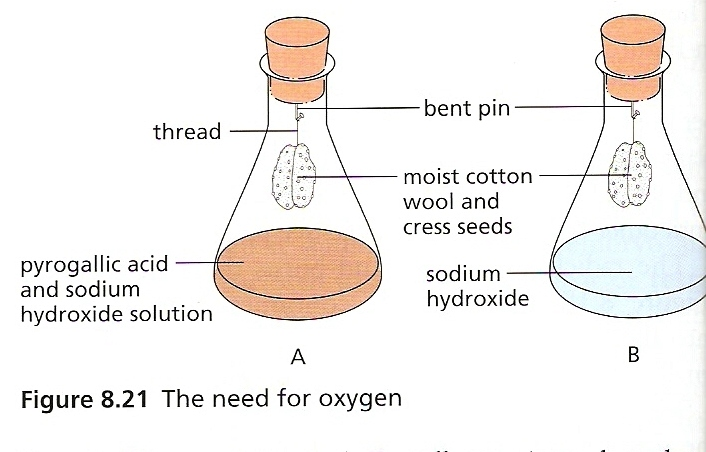 bent pin
thread
moist cotton
wool and
cress seeds
pyrogallic acid
and sodium
hydroxide solution
sodium
hydroxide
A
B
Figure 8.21 The need for oxygen